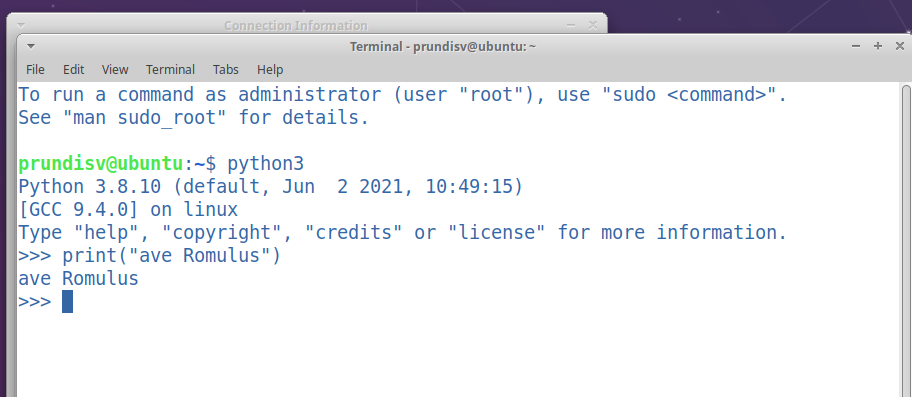 Connection Information
Terminal - prundisv@ubuntu: ~
File Edit View Terminal Tabs Help
To run a command as administrator (user "root"), use "sudo <command>".
See "man sudo_root" for details.
prundisv@ubuntu:~$ python3
Python 3.8.10 (default, Jun  2 2021, 10:49:15)
[GCC 9.4.0] on linux
Type "help", "copyright", "credits" or "license" for more information.
>>> print("ave Romulus")
ave Romulus
>>>